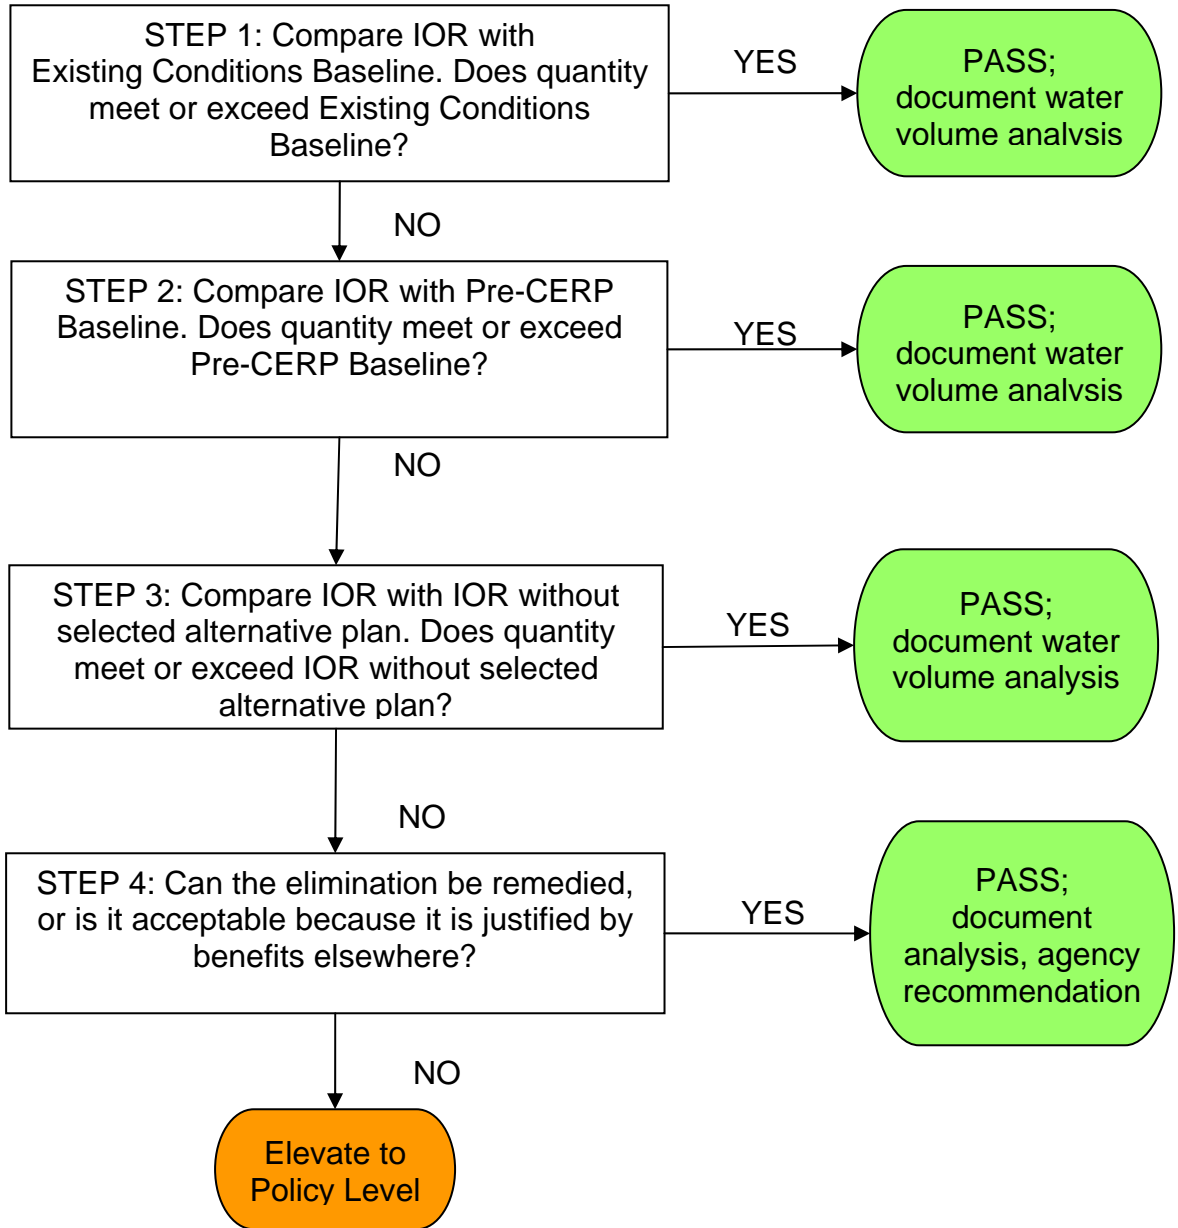 STEP 1: Compare IOR with
Existing Conditions Baseline. Does quantity
meet or exceed Existing Conditions
Baseline?
YES
PASS;
document water
volume analysis
NO
STEP 2: Compare IOR with Pre-CERP
Baseline. Does quantity meet or exceed
Pre-CERP Baseline?
YES
PASS;
document water
volume analysis
NO
STEP 3: Compare IOR with IOR without
selected alternative plan. Does quantity
meet or exceed IOR without selected
alternative plan?
YES
PASS;
document water
volume analysis
NO
STEP 4: Can the elimination be remedied,
or is it acceptable because it is justified by
benefits elsewhere?
YES
PASS;
document
analysis, agency
recommendation
NO
Elevate to
Policy Level